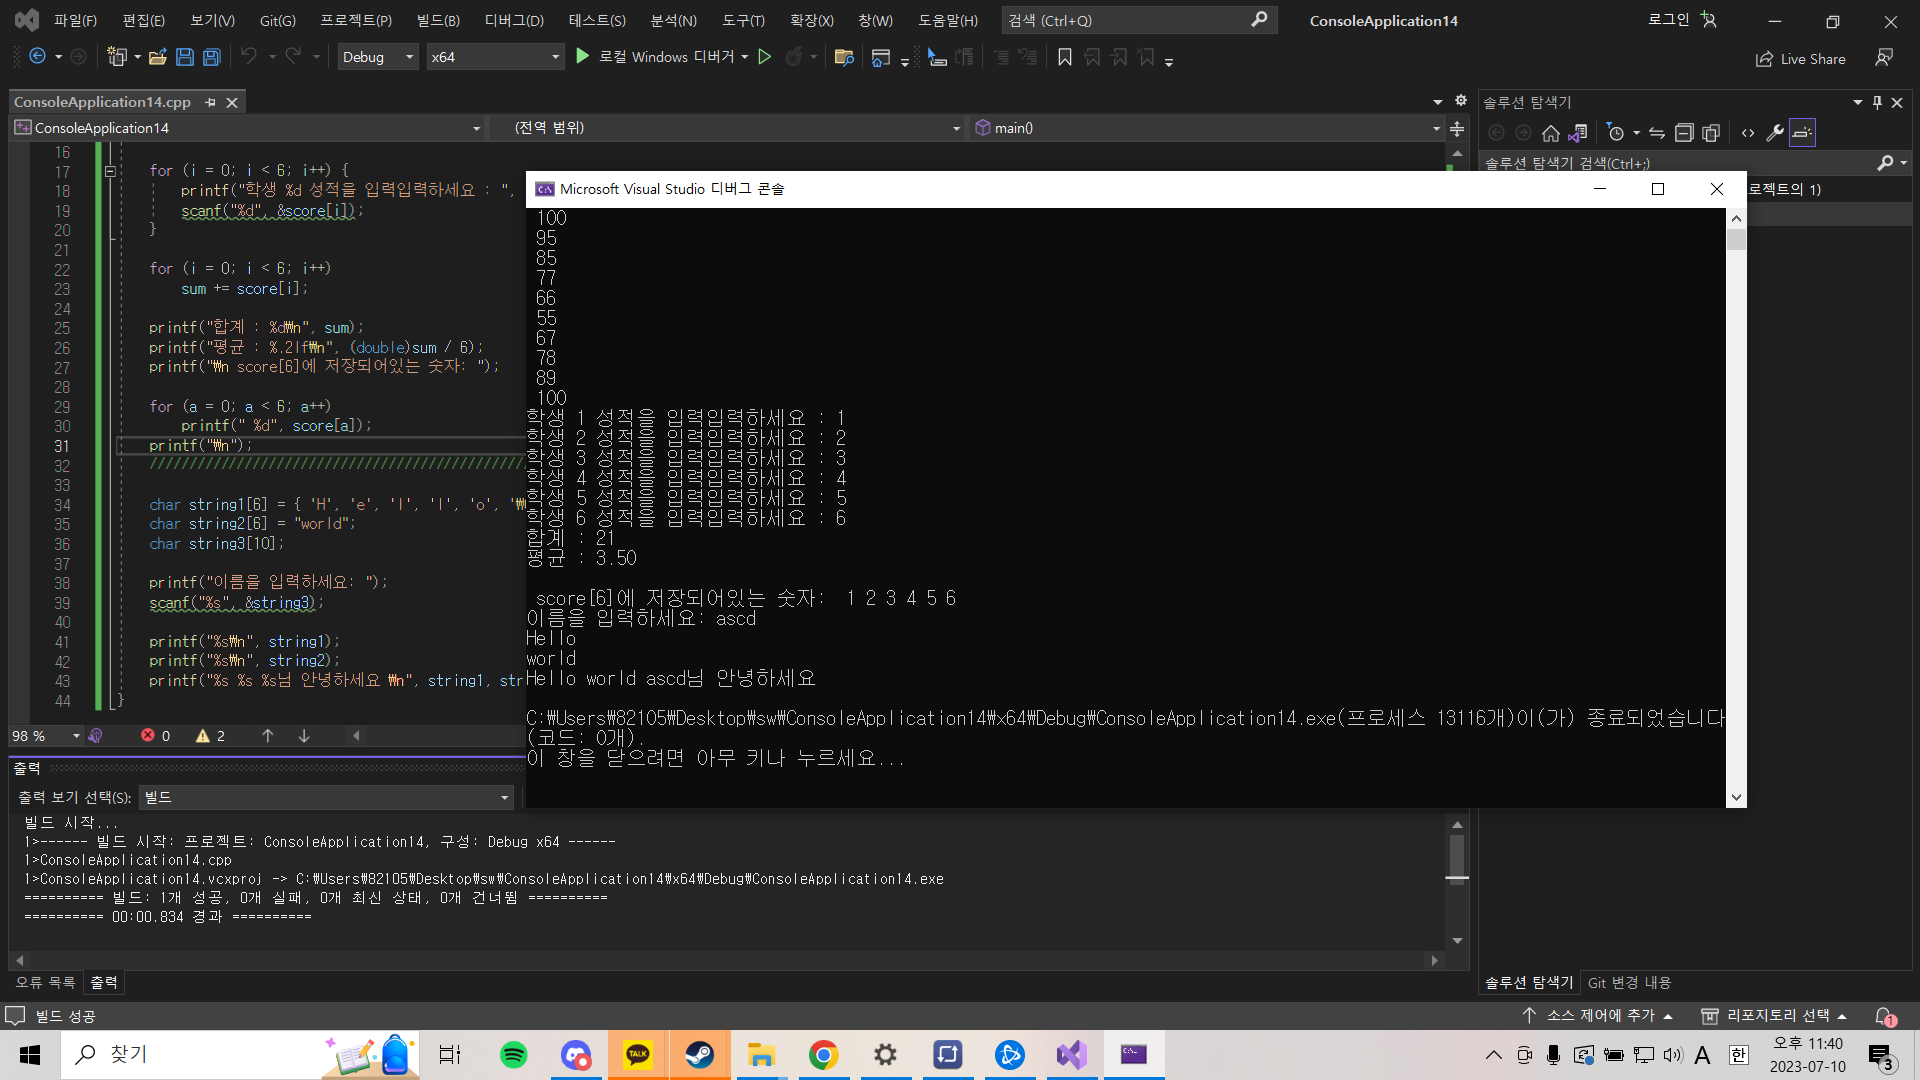 파일(F) 편집(E) 보기(V) Git(G) 프로젝트(P) 빌드(B) 디버그(D) 테스트(S) 분석(N) 도구(T) 확장(X) 창(W) 도움말(H) 검색 (Ctrl+Q) ConsoleApplication14 로그인
Debug x64 로컬 Windows 디버거 Live Share
ConsoleApplication14.cpp
ConsoleApplication14 (전역 범위) main()
16
17 for (i = 0; i < 6; i++) {
18 printf("학생 %d 성적을 입력입력하세요 : ",
19 scanf("%d", &score[i]);
20 }
21
22 for (i = 0; i < 6; i++)
23 sum += score[i];
24
25 printf("합계 : %d₩n", sum);
26 printf("평균 : %.2lf₩n", (double)sum / 6);
27 printf("₩n score[6]에 저장되어있는 숫자: ");
28
29 for (a = 0; a < 6; a++)
30 printf(" %d", score[a]);
31 printf("₩n");
32 ///////////////////////////////////////////////
33
34 char string1[6] = { 'H', 'e', 'l', 'l', 'o', '₩
35 char string2[6] = "world";
36 char string3[10];
37
38 printf("이름을 입력하세요: ");
39 scanf("%s", &string3);
40
41 printf("%s₩n", string1);
42 printf("%s₩n", string2);
43 printf("%s %s %s님 안녕하세요 ₩n", string1, str
44 }
98 % 0 2
Microsoft Visual Studio 디버그 콘솔
100
95
85
77
66
55
67
78
89
100
학생 1 성적을 입력입력하세요 : 1
학생 2 성적을 입력입력하세요 : 2
학생 3 성적을 입력입력하세요 : 3
학생 4 성적을 입력입력하세요 : 4
학생 5 성적을 입력입력하세요 : 5
학생 6 성적을 입력입력하세요 : 6
합계 : 21
평균 : 3.50
score[6]에 저장되어있는 숫자:  1 2 3 4 5 6
이름을 입력하세요: ascd
Hello
world
Hello world ascd님 안녕하세요
C:₩Users₩82105₩Desktop₩sw₩ConsoleApplication14₩x64₩Debug₩ConsoleApplication14.exe(프로세스 13116개)이(가) 종료되었습니다
(코드: 0개).
이 창을 닫으려면 아무 키나 누르세요...
솔루션 탐색기
솔루션 탐색기 검색(Ctrl+;)
로젝트의 1)
출력
출력 보기 선택(S): 빌드
빌드 시작...
1>------ 빌드 시작: 프로젝트: ConsoleApplication14, 구성: Debug x64 ------
1>ConsoleApplication14.cpp
1>ConsoleApplication14.vcxproj -> C:₩Users₩82105₩Desktop₩sw₩ConsoleApplication14₩x64₩Debug₩ConsoleApplication14.exe
========== 빌드: 1개 성공, 0개 실패, 0개 최신 상태, 0개 건너뜀 ==========
========== 00:00.834 경과 ==========
오류 목록 출력
솔루션 탐색기 Git 변경 내용
빌드 성공 소스 제어에 추가 리포지토리 선택 1
찾기 TALK A 한 오후 11:40
2023-07-10 3